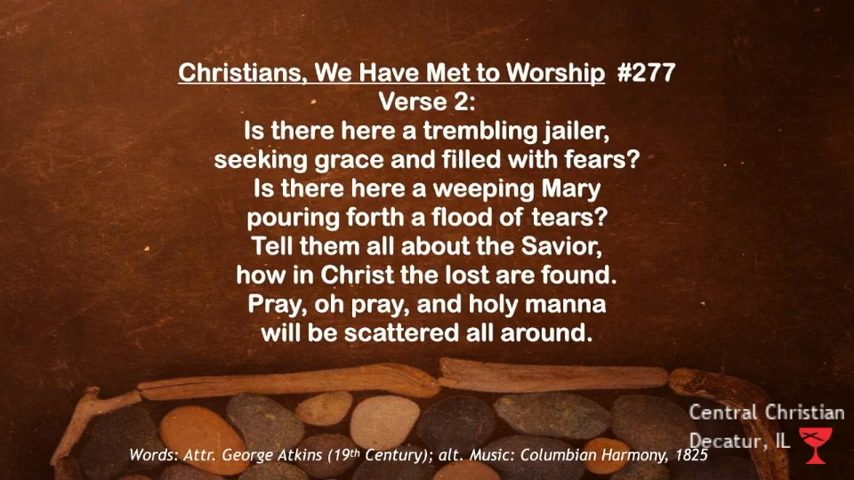 Christians, We Have Met to Worship #277
Verse 2:
Is there here a trembling jailer,
seeking grace and filled with fears?
Is there here a weeping Mary
pouring forth a flood of tears?
Tell them all about the Savior,
how in Christ the lost are found.
Pray, oh pray, and holy manna
will be scattered all around.
Central Christian
Decatur, IL
Words: Attr. George Atkins (19th Century); alt. Music: Columbian Harmony, 1825